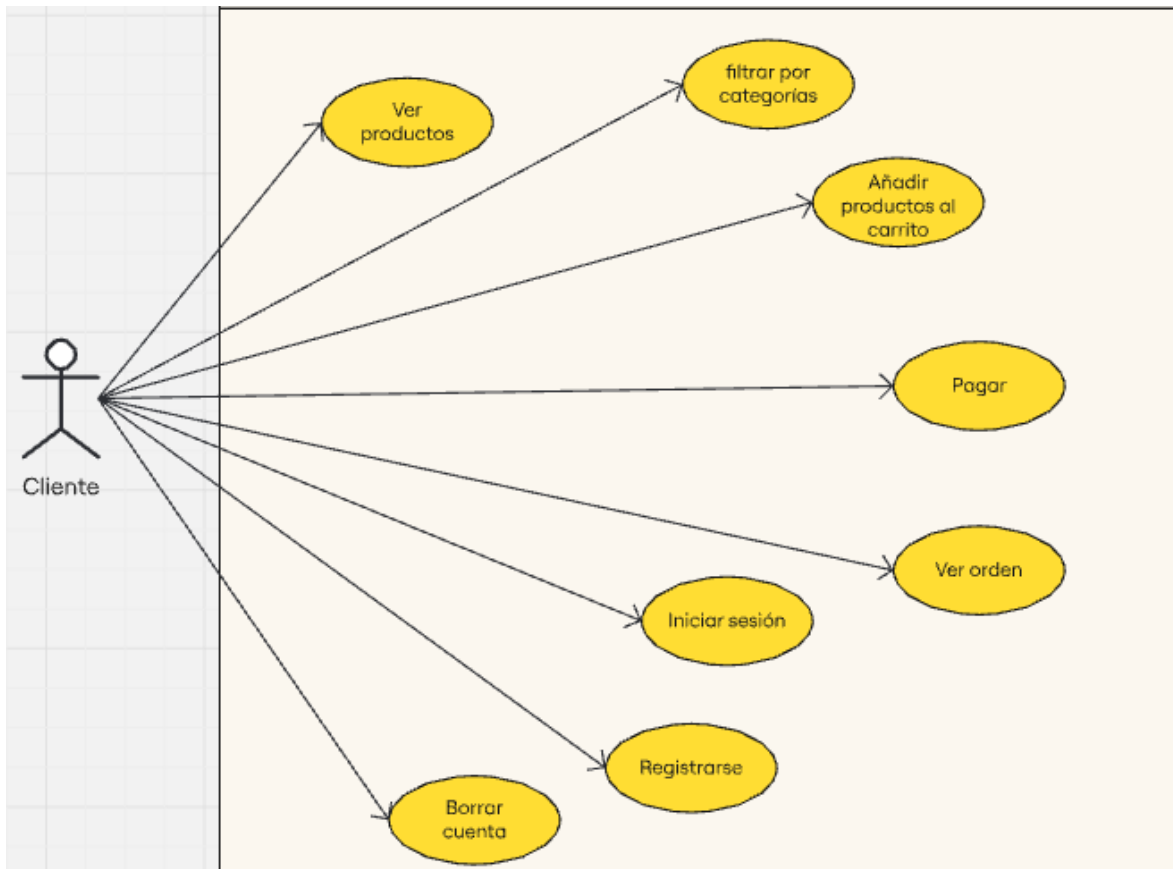 filtrar por
categorías
Ver
productos
Añadir
productos al
carrito
Pagar
Cliente
Ver orden
Iniciar sesión
Registrarse
Borrar
cuenta